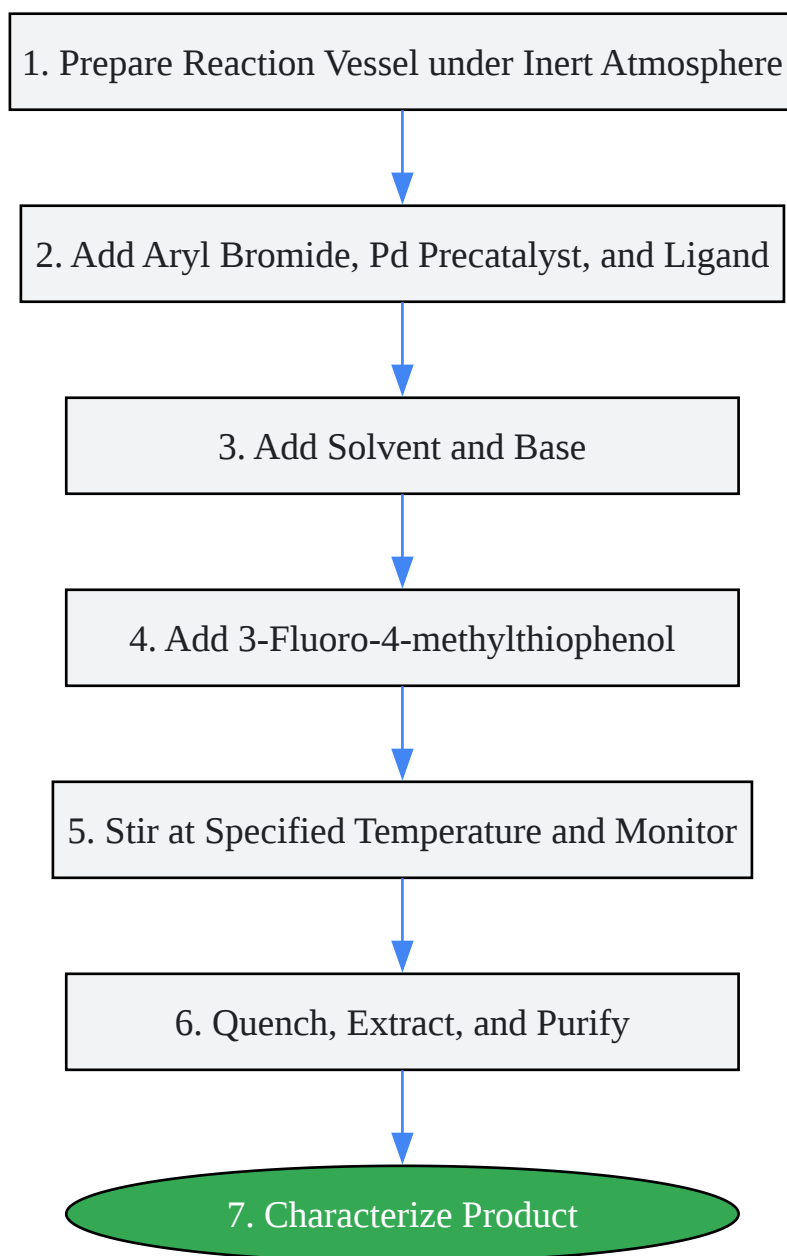 1. Prepare Reaction Vessel under Inert Atmosphere
2. Add Aryl Bromide, Pd Precatalyst, and Ligand
3. Add Solvent and Base
4. Add 3-Fluoro-4-methylthiophenol
5. Stir at Specified Temperature and Monitor
6. Quench, Extract, and Purify
7. Characterize Product